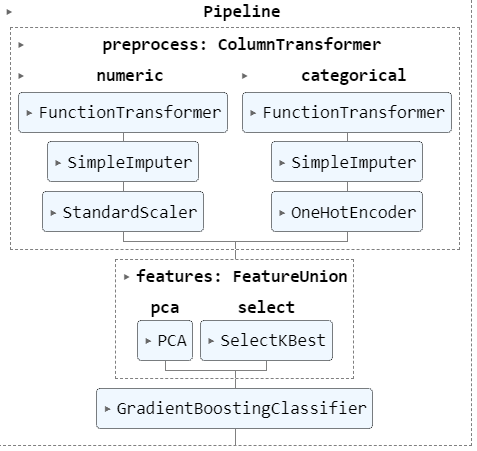 Pipeline
preprocess: ColumnTransformer
numeric categorical
FunctionTransformer FunctionTransformer
SimpleImputer SimpleImputer
StandardScaler OneHotEncoder
features: FeatureUnion
pca select
PCA SelectKBest
GradientBoostingClassifier